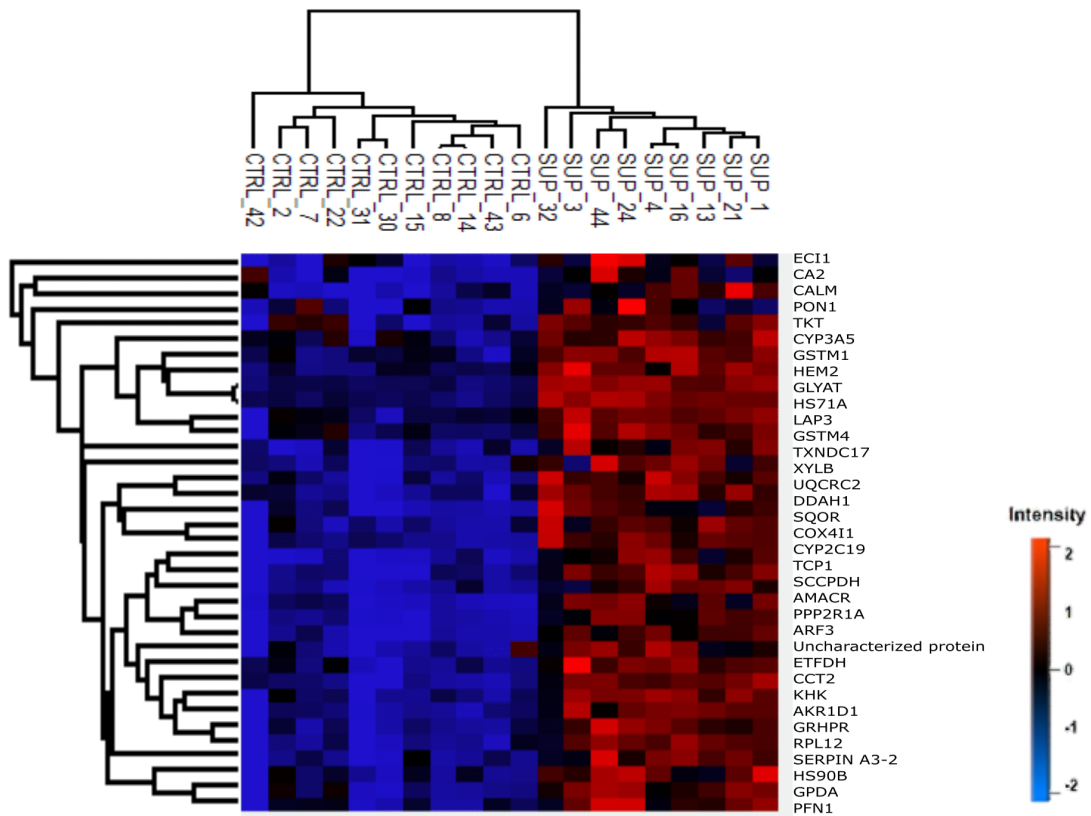 CTRL_42
CTRL_2
CTRL_7
CTRL_22
CTRL_31
CTRL_30
CTRL_15
CTRL_8
CTRL_14
CTRL_43
CTRL_6
SUP_32
SUP_3
SUP_44
SUP_24
SUP_4
SUP_16
SUP_13
SUP_21
SUP_1
ECI1
CA2
CALM
PON1
TKT
CYP3A5
GSTM1
HEM2
GLYAT
HS71A
LAP3
GSTM4
TXNDC17
XYLB
UQCRC2
DDAH1
SQOR
COX4I1
CYP2C19
TCP1
SCCPDH
AMACR
PPP2R1A
ARF3
Uncharacterized protein
ETFDH
CCT2
KHK
AKR1D1
GRHPR
RPL12
SERPIN A3-2
HS90B
GPDA
PFN1
Intensity
2
1
0
-1
-2